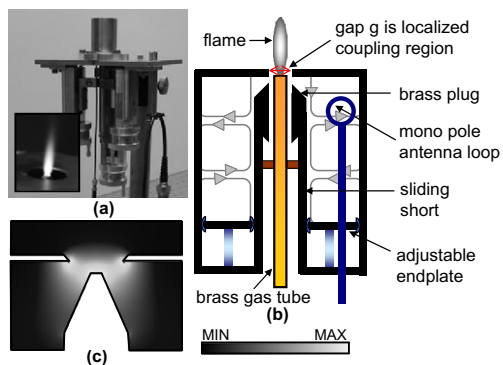 (a)
flame
gap g is localized
coupling region
brass plug
mono pole
antenna loop
sliding
short
adjustable
endplate
brass gas tube
(b)
(c)
MIN
MAX